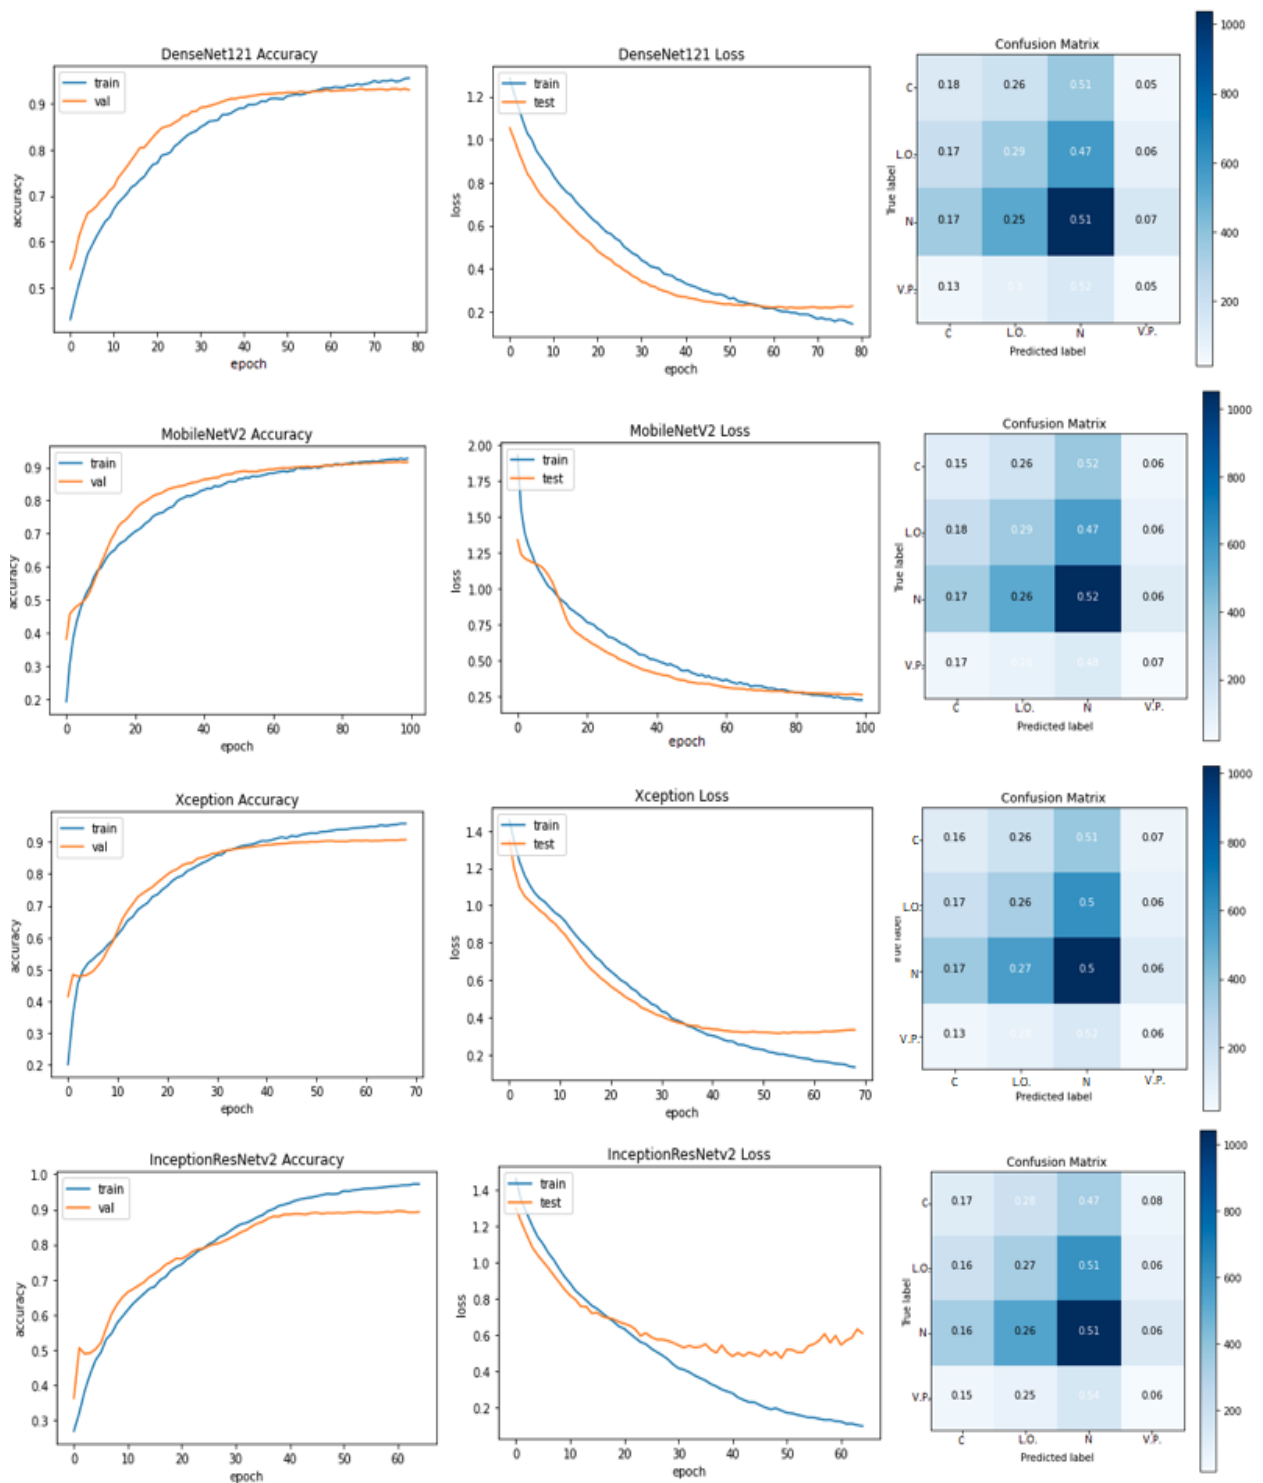 DenseNet121 Accuracy
train
val
0.9
0.8
0.7
0.6
0.5
accuracy
0 10 20 30 40 50 60 70 80
epoch
DenseNet121 Loss
train
test
1.2
1.0
0.8
0.6
0.4
0.2
loss
0 10 20 30 40 50 60 70 80
epoch
Confusion Matrix
C 0.18 0.26 0.51 0.05
L.O. 0.17 0.29 0.47 0.06
N 0.17 0.25 0.51 0.07
V.P. 0.13 0.52 0.05
True label
C L.O. N V.P.
Predicted label
1000
800
600
400
200
MobileNetV2 Accuracy
train
val
0.9
0.8
0.7
0.6
0.5
0.4
0.3
0.2
accuracy
0 20 40 60 80 100
epoch
MobileNetV2 Loss
train
test
2.00
1.75
1.50
1.25
1.00
0.75
0.50
0.25
loss
0 20 40 60 80 100
epoch
Confusion Matrix
C 0.15 0.26 0.52 0.06
L.O. 0.18 0.29 0.47 0.06
N 0.17 0.26 0.52 0.06
V.P. 0.17 0.48 0.07
True label
C L.O. N V.P.
Predicted label
1000
800
600
400
200
Xception Accuracy
train
val
0.9
0.8
0.7
0.6
0.5
0.4
0.3
0.2
accuracy
0 10 20 30 40 50 60 70
epoch
Xception Loss
train
test
1.4
1.2
1.0
0.8
0.6
0.4
0.2
loss
0 10 20 30 40 50 60 70
epoch
Confusion Matrix
C 0.16 0.26 0.51 0.07
L.O. 0.17 0.26 0.5 0.06
N 0.17 0.27 0.5 0.06
V.P. 0.13 0.52 0.06
True label
C L.O. N V.P.
Predicted label
1000
800
600
400
200
InceptionResNetv2 Accuracy
train
val
1.0
0.9
0.8
0.7
0.6
0.5
0.4
0.3
accuracy
0 10 20 30 40 50 60
epoch
InceptionResNetv2 Loss
train
test
1.4
1.2
1.0
0.8
0.6
0.4
0.2
loss
0 10 20 30 40 50 60
epoch
Confusion Matrix
C 0.17 0.28 0.47 0.08
L.O. 0.16 0.27 0.51 0.06
N 0.16 0.26 0.51 0.06
V.P. 0.15 0.25 0.54 0.06
True label
C L.O. N V.P.
Predicted label
1000
800
600
400
200